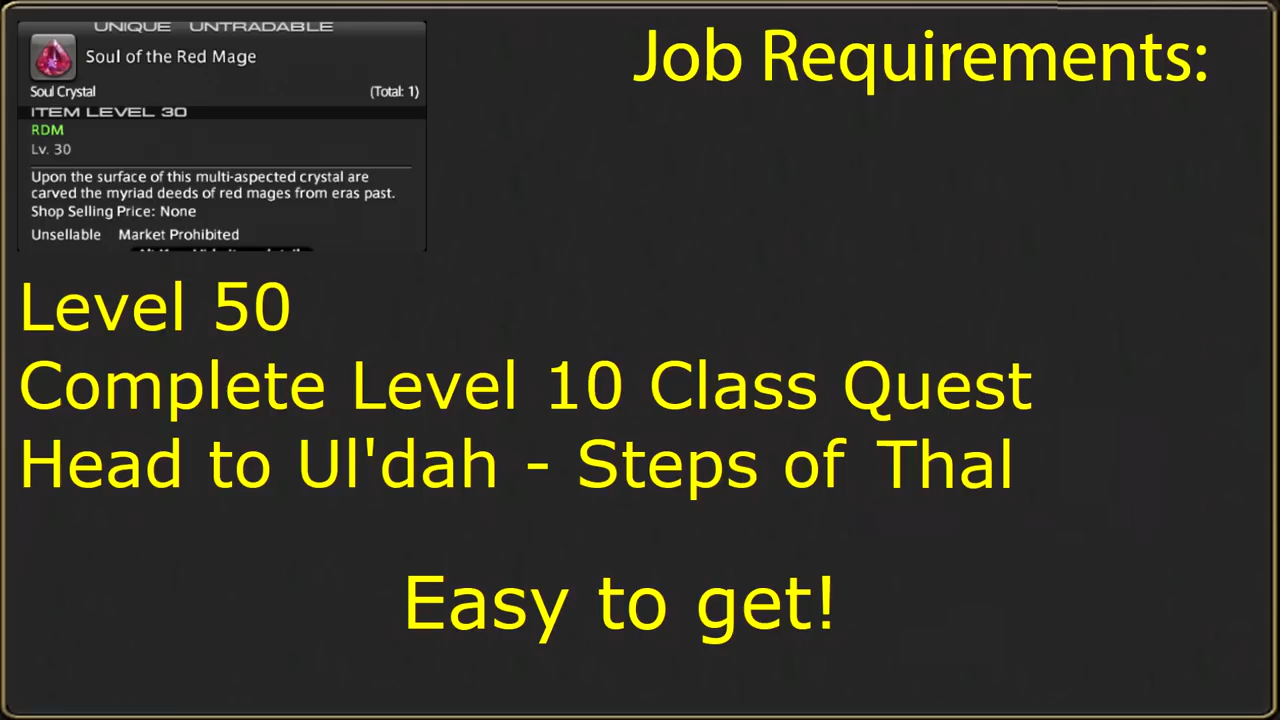 UNIQUE UNTRADABLE
Job Requirements:
Soul of the Red Mage
Soul Crystal (Total: 1)
ITEM LEVEL 30
RDM
Lv. 30
Upon the surface of this multi-aspected crystal are
carved the myriad deeds of red mages from eras past.
Shop Selling Price: None
Unsellable Market Prohibited
Level 50
Complete Level 10 Class Quest
Head to Ul'dah - Steps of Thal
Easy to get!